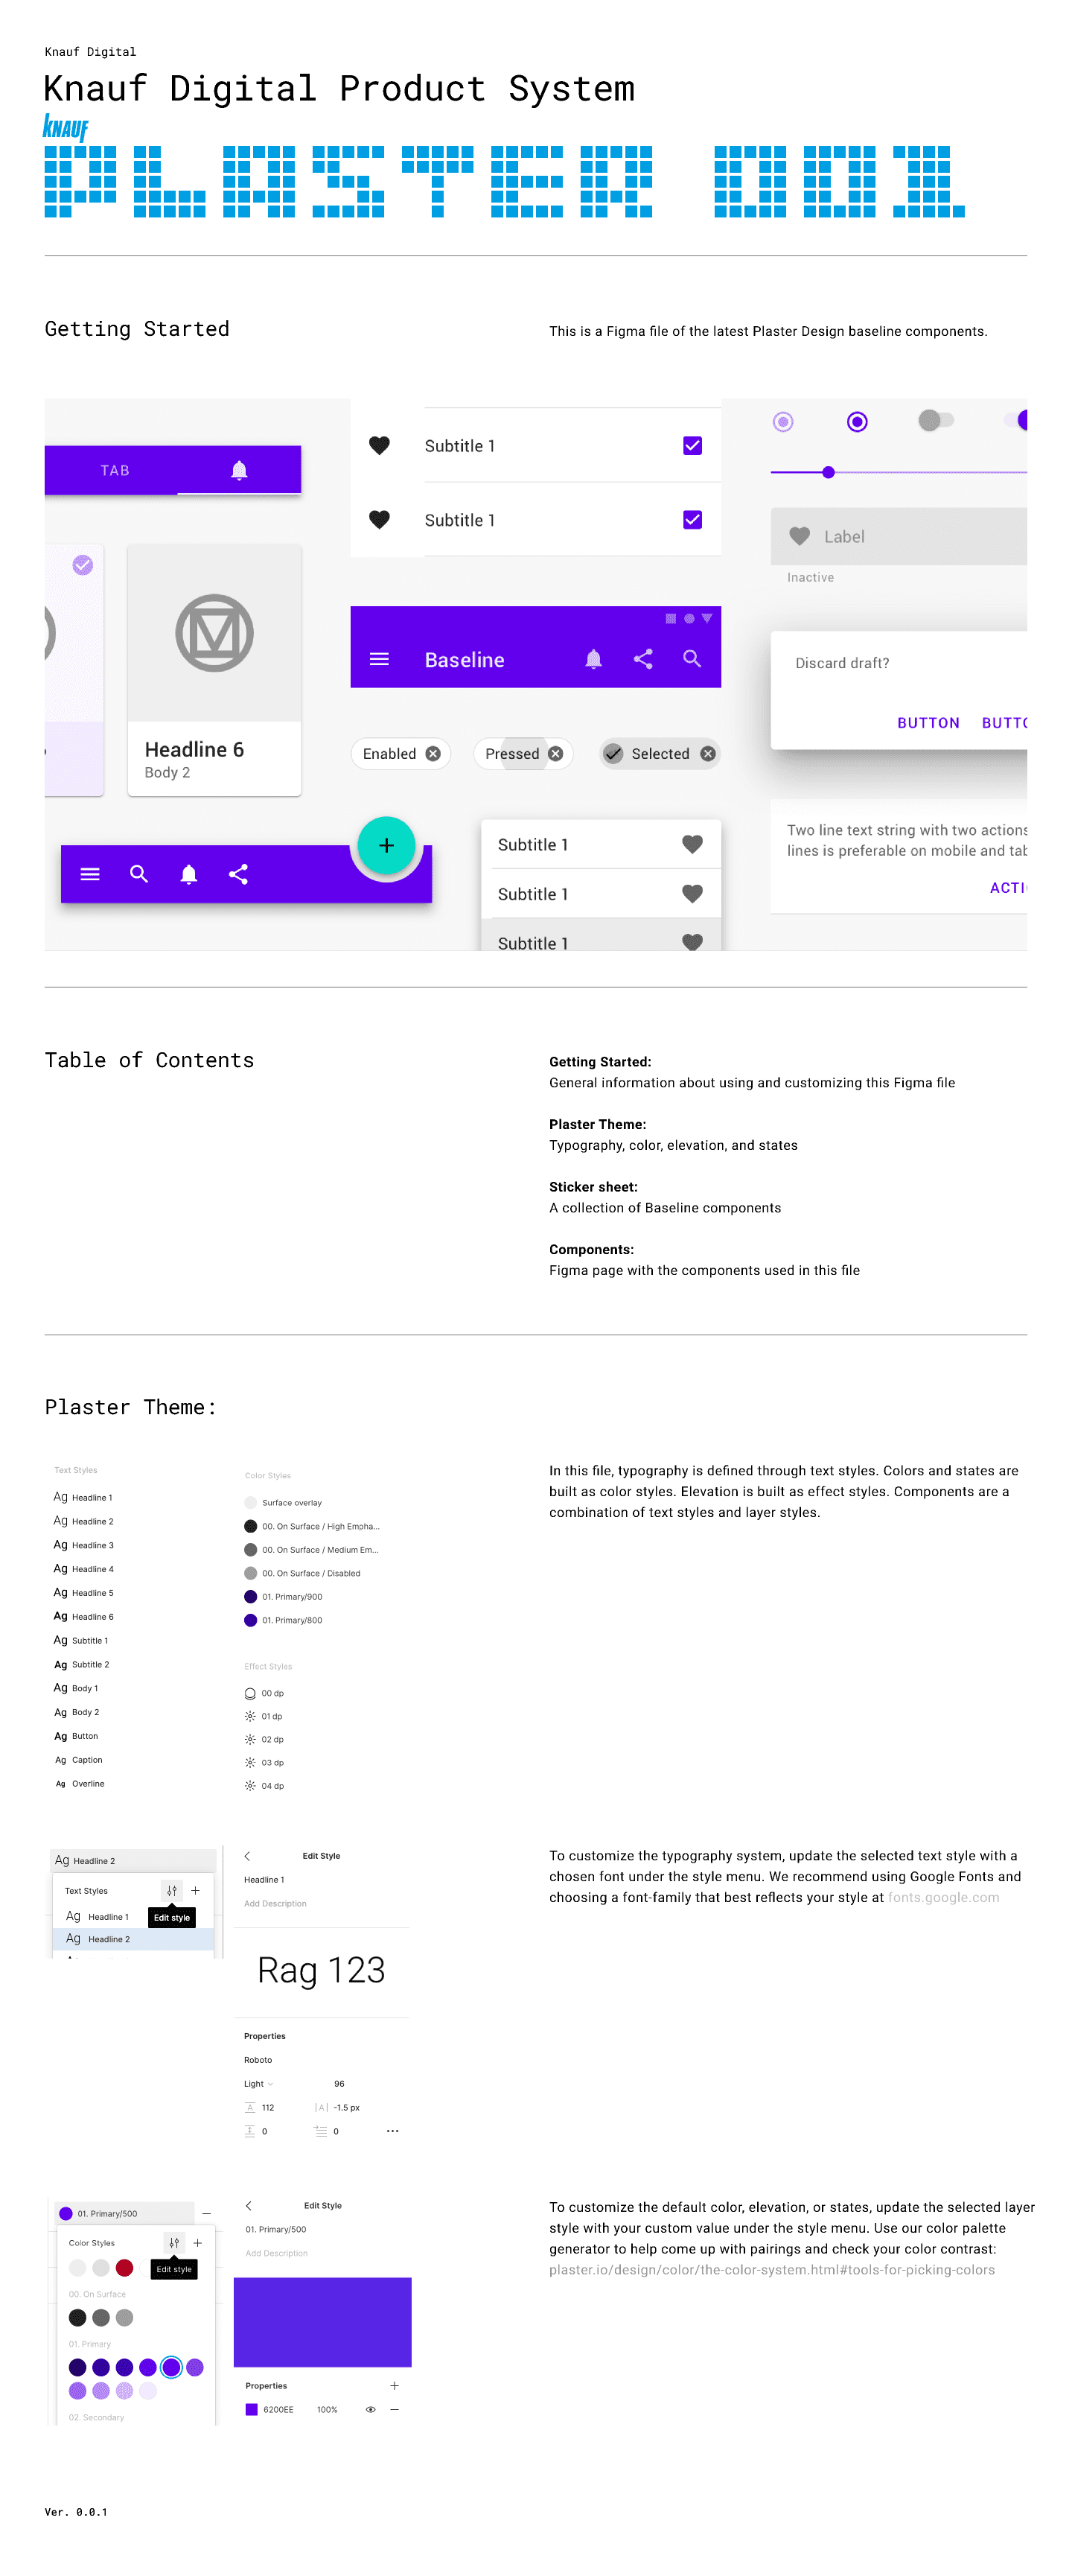 Knauf Digital
Knauf Digital Product System
KNAUF
PLASTER 001
Getting Started
This is a Figma file of the latest Plaster Design baseline components.
TAB
Headline 6
Body 2
Subtitle 1
Subtitle 1
Baseline
Enabled
Pressed
Selected
Subtitle 1
Subtitle 1
Subtitle 1
Label
Inactive
Discard draft?
BUTTON BUTTO
Two line text string with two actions
lines is preferable on mobile and tab
ACTI
Table of Contents
Getting Started:
General information about using and customizing this Figma file
Plaster Theme:
Typography, color, elevation, and states
Sticker sheet:
A collection of Baseline components
Components:
Figma page with the components used in this file
Plaster Theme:
Text Styles
Ag Headline 1
Ag Headline 2
Ag Headline 3
Ag Headline 4
Ag Headline 5
Ag Headline 6
Ag Subtitle 1
Ag Subtitle 2
Ag Body 1
Ag Body 2
Ag Button
Ag Caption
Ag Overline
Color Styles
Surface overlay
00. On Surface / High Empha...
00. On Surface / Medium Em...
00. On Surface / Disabled
01. Primary/900
01. Primary/800
Effect Styles
00 dp
01 dp
02 dp
03 dp
04 dp
In this file, typography is defined through text styles. Colors and states are
built as color styles. Elevation is built as effect styles. Components are a
combination of text styles and layer styles.
Ag Headline 2
Text Styles
Ag Headline 1
Edit style
Ag Headline 2
Edit Style
Headline 1
Add Description
Rag 123
Properties
Roboto
Light 96
A 112 |A| -1.5 px
0 0 ...
To customize the typography system, update the selected text style with a
chosen font under the style menu. We recommend using Google Fonts and
choosing a font-family that best reflects your style at fonts.google.com
01. Primary/500
Color Styles
Edit style
00. On Surface
01. Primary
02. Secondary
Edit Style
01. Primary/500
Add Description
Properties
6200EE 100%
To customize the default color, elevation, or states, update the selected layer
style with your custom value under the style menu. Use our color palette
generator to help come up with pairings and check your color contrast:
plaster.io/design/color/the-color-system.html#tools-for-picking-colors
Ver. 0.0.1